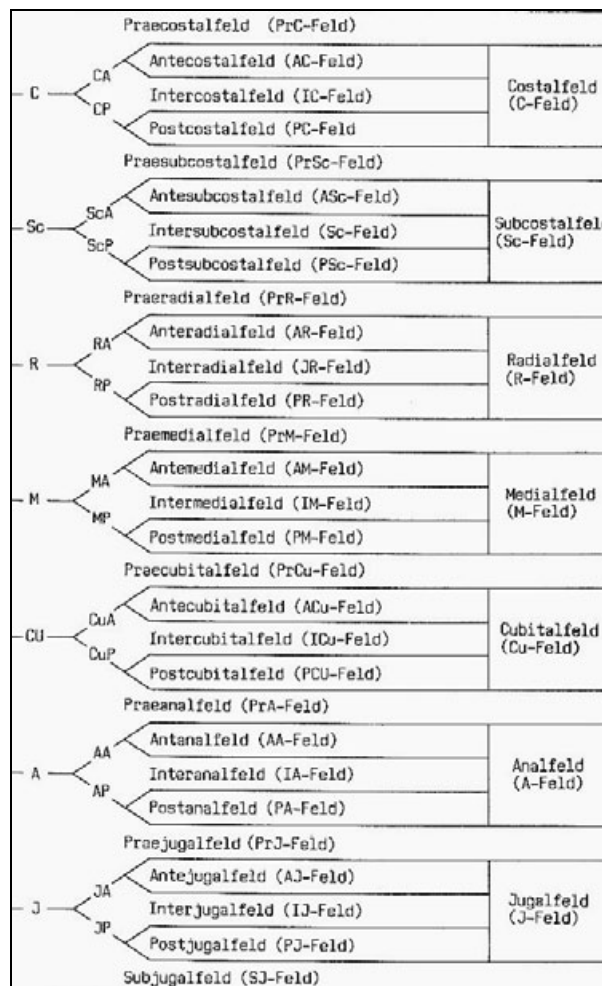 Praecostalfeld (PrC-Feld)
Antecostalfeld (AC-Feld)
CA
C
Intercostalfeld (IC-Feld)
Costalfeld
(C-Feld)
CP
Postcostalfeld (PC-Feld
Praesubcostalfeld (PrSc-Feld)
Antesubcostalfeld (ASc-Feld)
ScA
Sc
Intersubcostalfeld (Sc-Feld)
Subcostalfeld
(Sc-Feld)
ScP
Postsubcostalfeld (PSc-Feld)
Praeradialfeld (PrR-Feld)
Anteradialfeld (AR-Feld)
RA
R
Interradialfeld (JR-Feld)
Radialfeld
(R-Feld)
RP
Postradialfeld (PR-Feld)
Praemedialfeld (PrM-Feld)
Antemedialfeld (AM-Feld)
MA
M
Intermedialfeld (IM-Feld)
Medialfeld
(M-Feld)
MP
Postmedialfeld (PM-Feld)
Praecubitalfeld (PrCu-Feld)
Antecubitalfeld (ACu-Feld)
CuA
CU
Intercubitalfeld (ICu-Feld)
Cubitalfeld
(Cu-Feld)
CuP
Postcubitalfeld (PCU-Feld)
Praeanalfeld (PrA-Feld)
Antanalfeld (AA-Feld)
AA
A
Interanalfeld (IA-Feld)
Analfeld
(A-Feld)
AP
Postanalfeld (PA-Feld)
Praejugalfeld (PrJ-Feld)
Antejugalfeld (AJ-Feld)
JA
J
Interjugalfeld (IJ-Feld)
Jugalfeld
(J-Feld)
JP
Postjugalfeld (PJ-Feld)
Subjugalfeld (SJ-Feld)